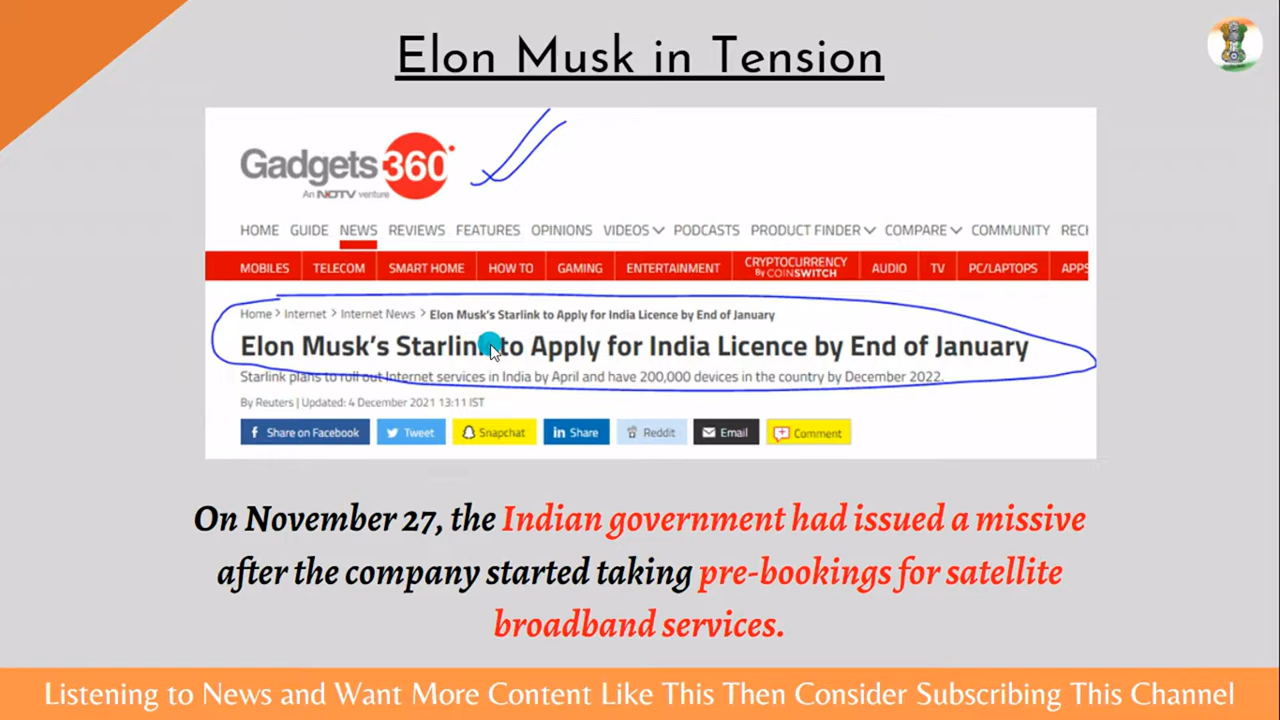 Elon Musk in Tension
Gadgets 360
An NDTV venture
HOME GUIDE NEWS REVIEWS FEATURES OPINIONS VIDEOS PODCASTS PRODUCT FINDER COMPARE COMMUNITY RECH
MOBILES TELECOM SMART HOME HOW TO GAMING ENTERTAINMENT CRYPTOCURRENCY By COINSWITCH AUDIO TV PC/LAPTOPS APPS
Home > Internet > Internet News > Elon Musk's Starlink to Apply for India Licence by End of January
Elon Musk's Starlink to Apply for India Licence by End of January
Starlink plans to roll out Internet services in India by April and have 200,000 devices in the country by December 2022.
By Reuters | Updated: 4 December 2021 13:11 IST
Share on Facebook Tweet Snapchat Share Reddit Email Comment
On November 27, the Indian government had issued a missive
after the company started taking pre-bookings for satellite
broadband services.
Listening to News and Want More Content Like This Then Consider Subscribing This Channel